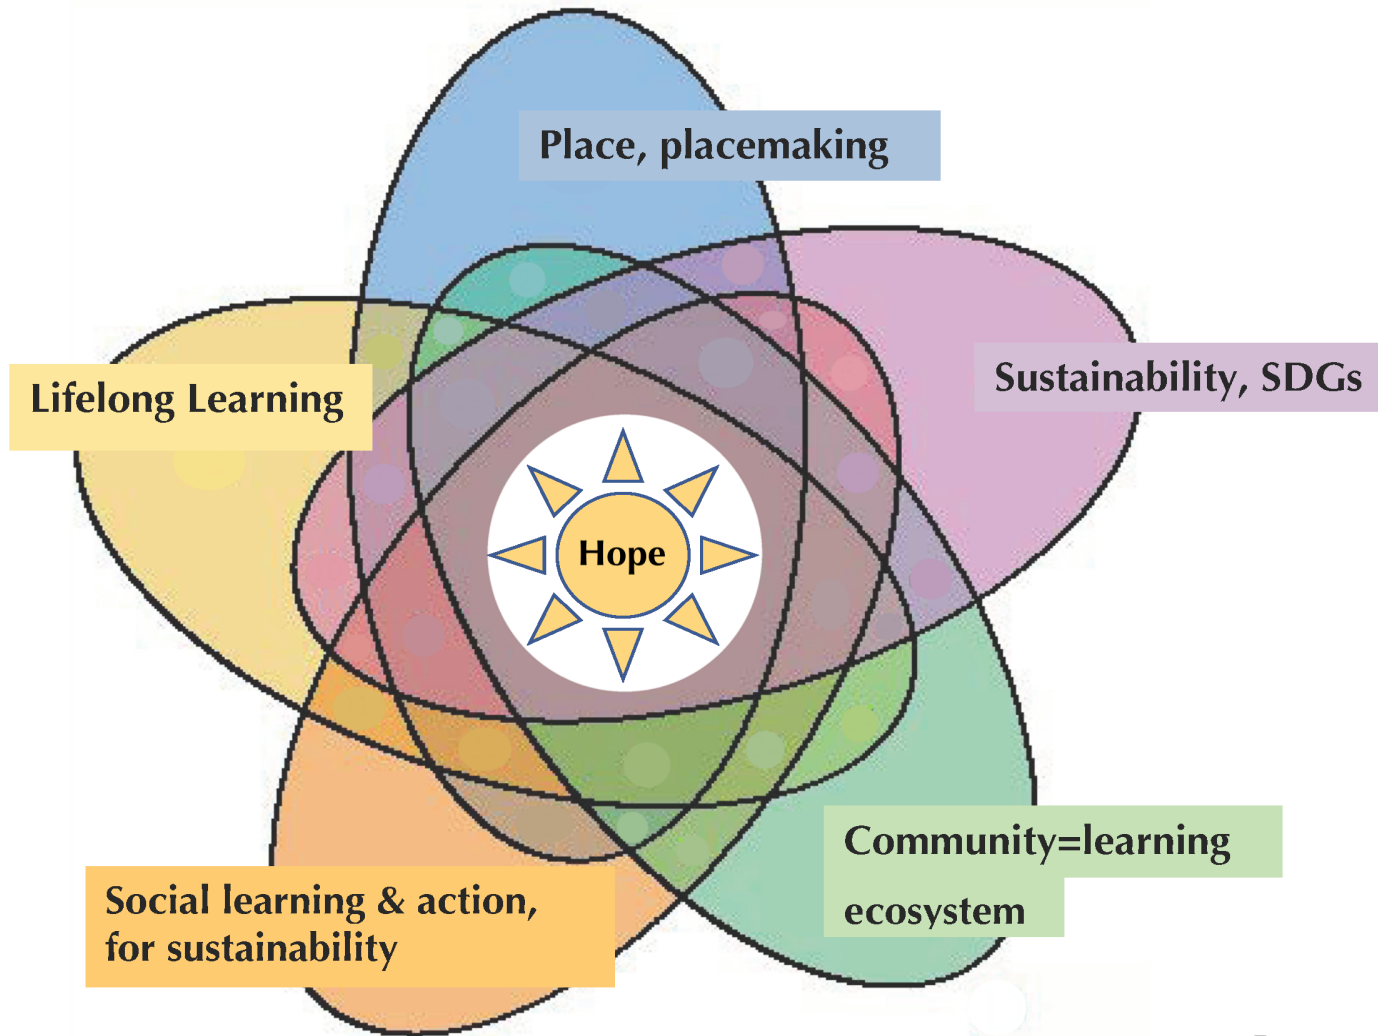 Place, placemaking
Sustainability, SDGs
Lifelong Learning
Hope
Community=learning
ecosystem
Social learning & action,
for sustainability